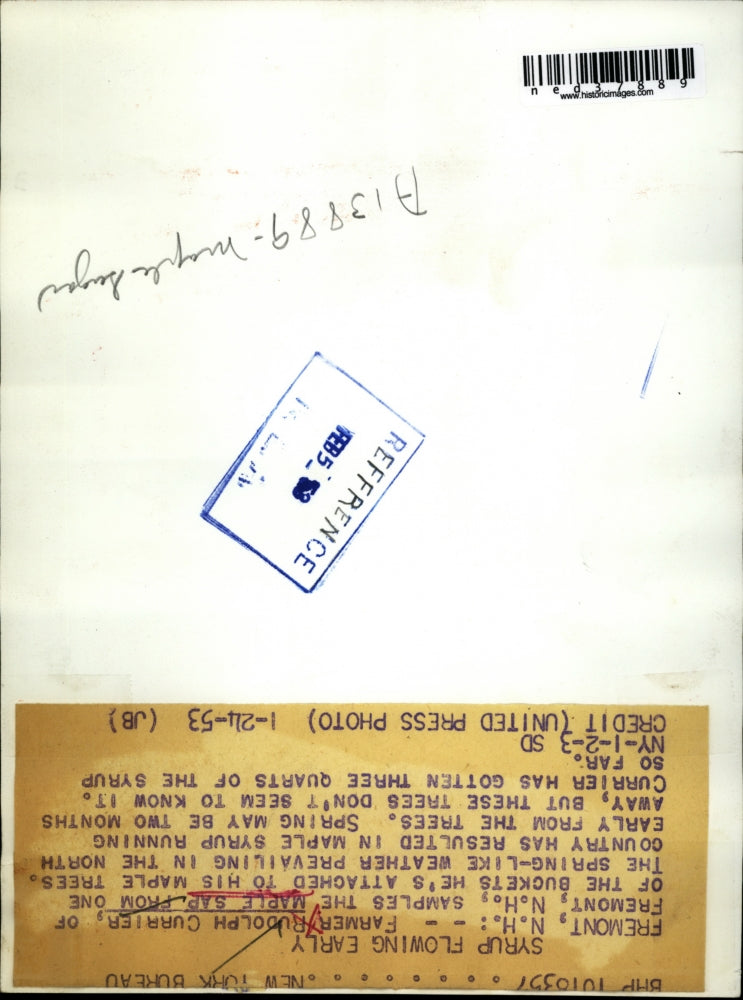 ned37889
www.historicimages.com
A13889 - Maple Sugar
REFERENCE
FEB 5
BHP 1010357 . . . . . . . . . NEW YORK BUREAU
SYRUP FLOWING EARLY
FREMONT, N.H.: - - FARMER RUDOLPH CURRIER, OF
FREMONT, N.H., SAMPLES THE MAPLE SAP FROM ONE
OF THE BUCKETS HE'S ATTACHED TO HIS MAPLE TREES.
THE SPRING-LIKE WEATHER PREVAILING IN THE NORTH
COUNTRY HAS RESULTED IN MAPLE SYRUP RUNNING
EARLY FROM THE TREES. SPRING MAY BE TWO MONTHS
AWAY, BUT THESE TREES DON'T SEEM TO KNOW IT.
CURRIER HAS GOTTEN THREE QUARTS OF THE SYRUP
SO FAR.
NY-1-2-3 SD
CREDIT (UNITED PRESS PHOTO) 1-24-53 (JB)